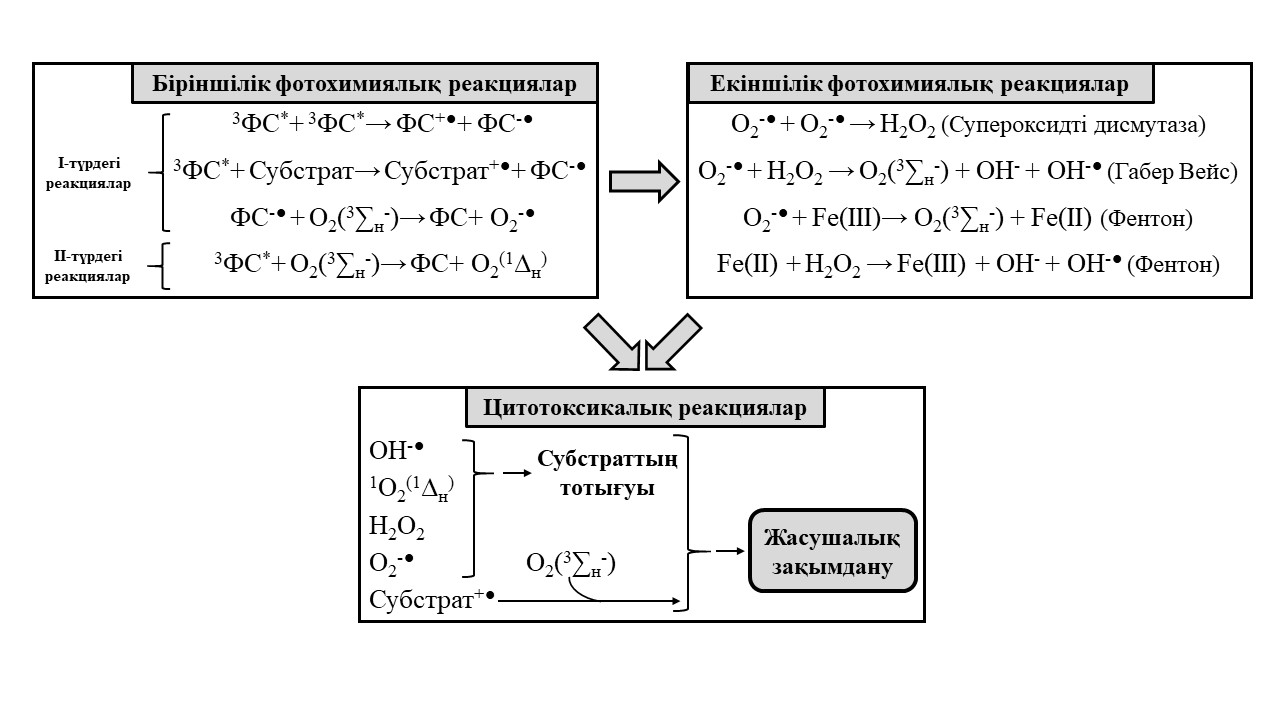 Біріншілік фотохимиялық реакциялар
I-түрдегі реакциялар
³ФС* + ³ФС* → ФС⁺• + ФС⁻•
³ФС* + Субстрат → Субстрат⁺• + ФС⁻•
ФС⁻• + O₂(³∑н⁻) → ФС + O₂⁻•
II-түрдегі реакциялар
³ФС* + O₂(³∑н⁻) → ФС + O₂(¹Δн)
Екіншілік фотохимиялық реакциялар
O₂⁻• + O₂⁻• → H₂O₂ (Супероксидті дисмутаза)
O₂⁻• + H₂O₂ → O₂(³∑н⁻) + OH⁻ + OH⁻• (Габер Вейс)
O₂⁻• + Fe(III) → O₂(³∑н⁻) + Fe(II) (Фентон)
Fe(II) + H₂O₂ → Fe(III) + OH⁻ + OH⁻• (Фентон)
Цитотоксикалық реакциялар
OH⁻•
¹O₂(¹Δн)
H₂O₂
O₂⁻•
Субстрат⁺•
Субстраттың
тотығуы
O₂(³∑н⁻)
Жасушалық
зақымдану